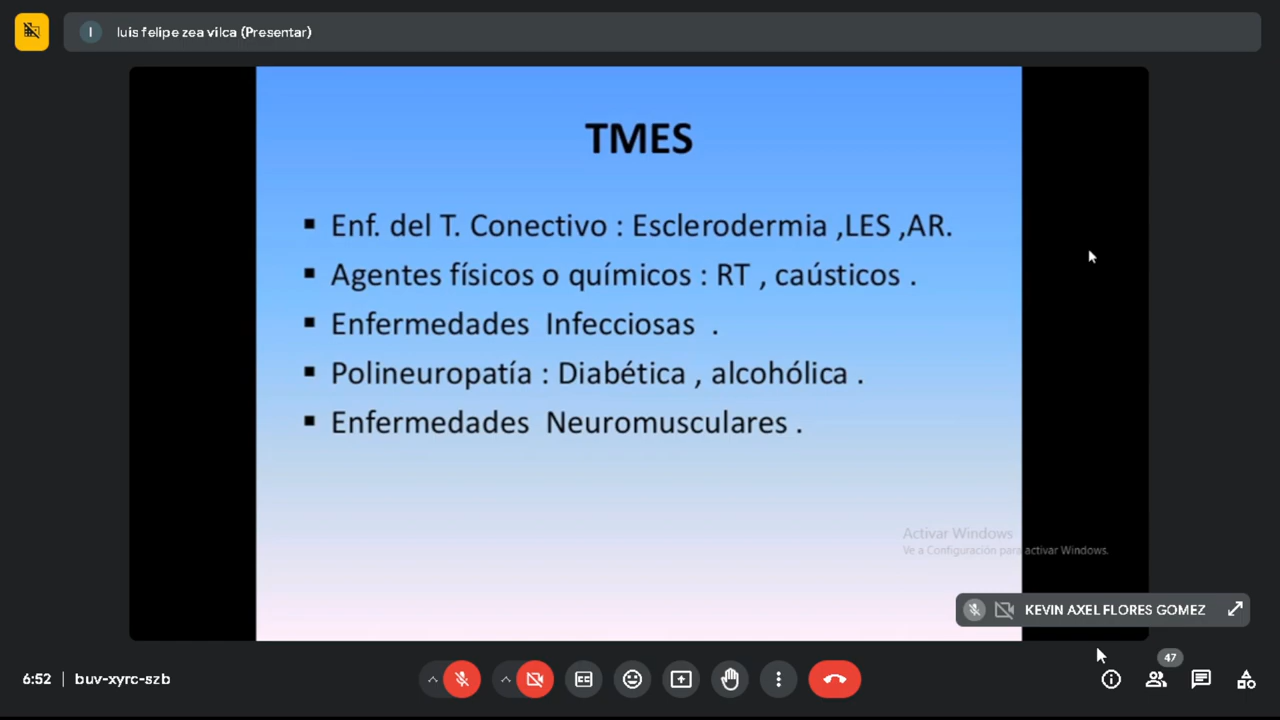 I luis felipe zea vilca (Presentar)
TMES
▪ Enf. del T. Conectivo : Esclerodermia ,LES ,AR.
▪ Agentes físicos o químicos : RT , caústicos .
▪ Enfermedades Infecciosas .
▪ Polineuropatía : Diabética , alcohólica .
▪ Enfermedades Neuromusculares .
Activar Windows
Ve a Configuración para activar Windows.
KEVIN AXEL FLORES GOMEZ
47
6:52 | buv-xyrc-szb